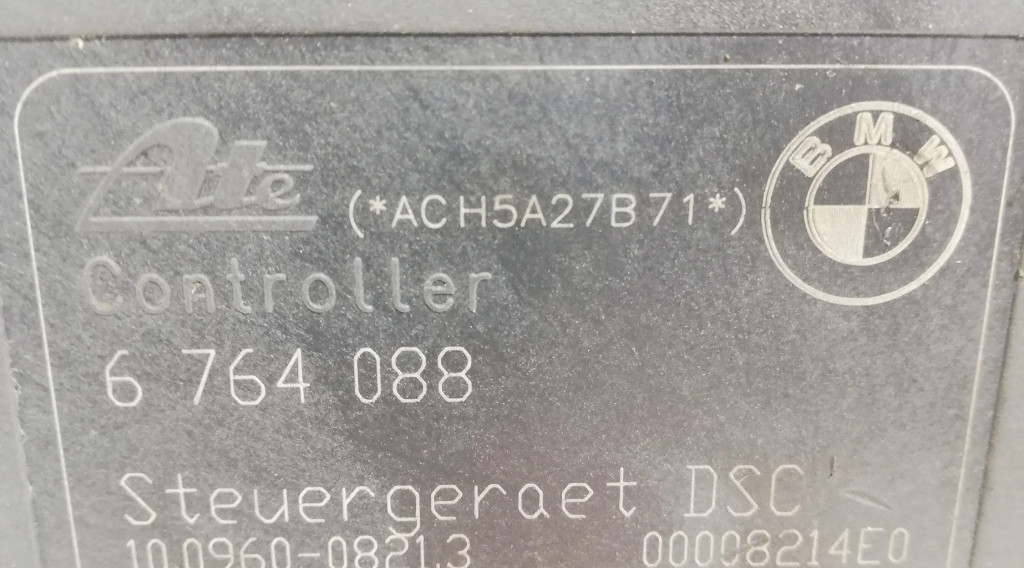 Ate
(*ACH5A27B71*)
BMW
Controller
6 764 088
Steuergeraet DSC
10.0960-0821.3 00008214E0